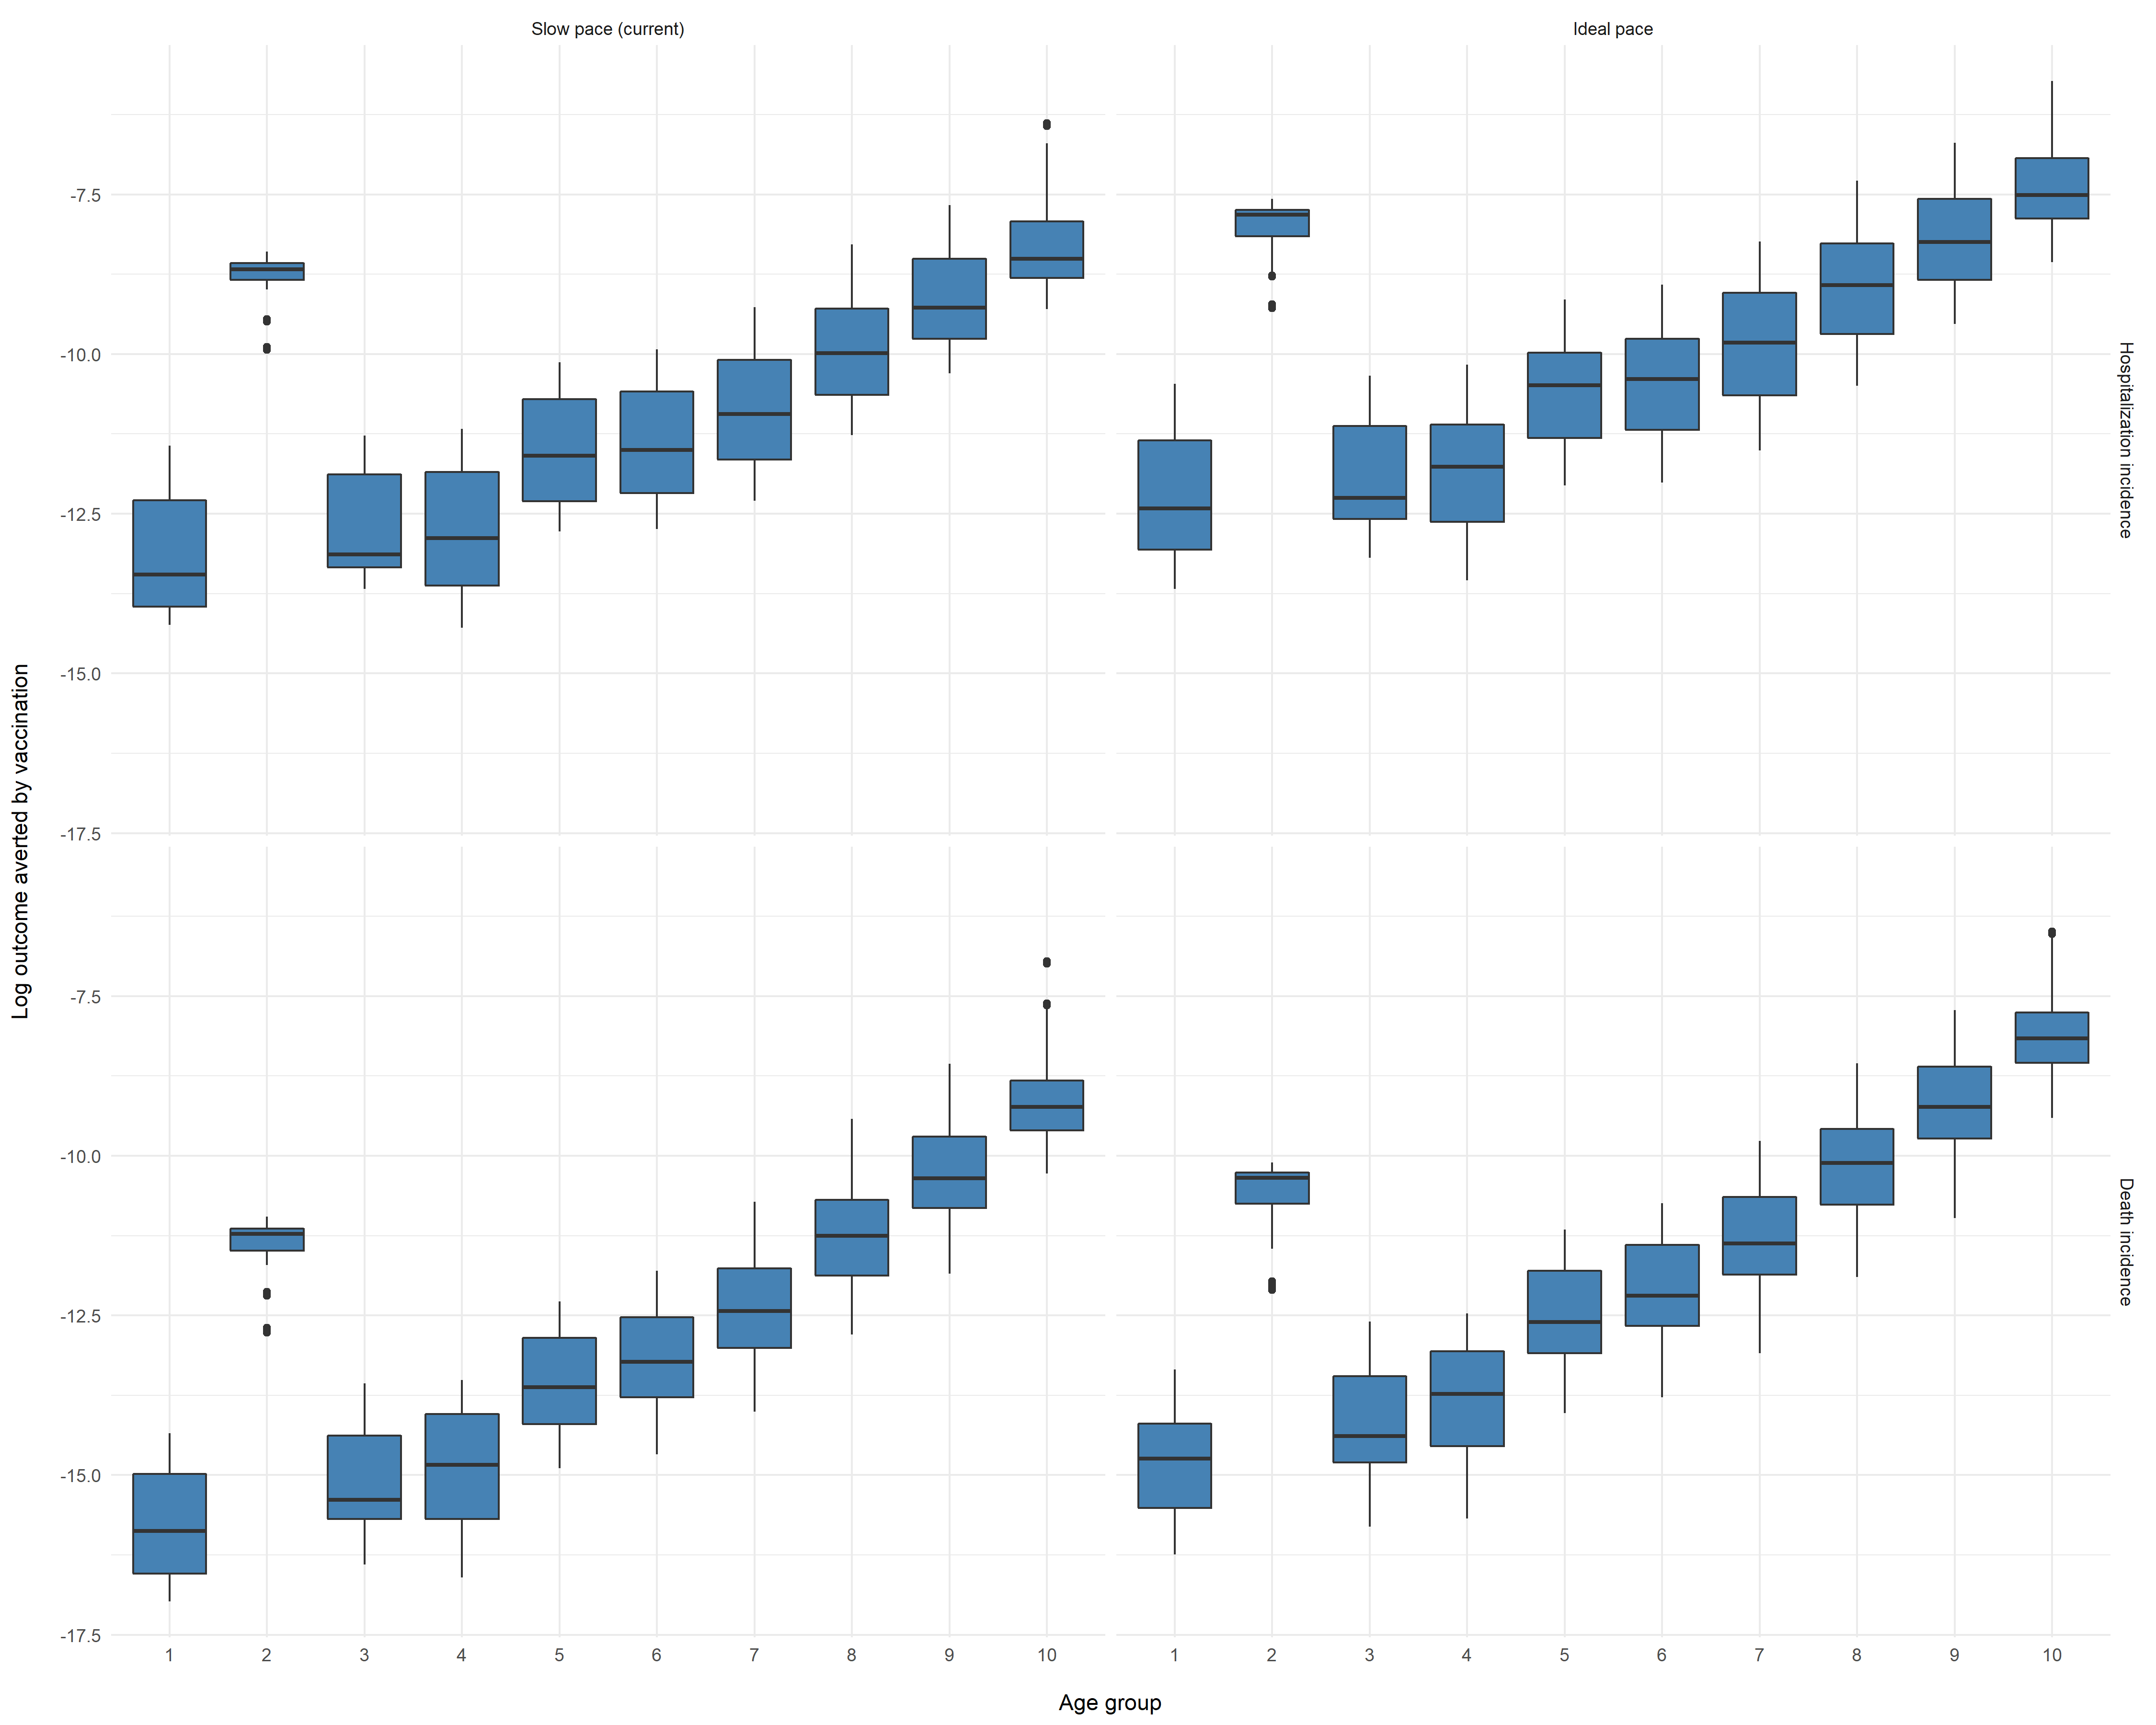 Slow pace (current) Ideal pace
-7.5
-10.0
-12.5
-15.0
-17.5
Hospitalization incidence
Log outcome averted by vaccination
-7.5
-10.0
-12.5
-15.0
-17.5
Death incidence
1 2 3 4 5 6 7 8 9 10 1 2 3 4 5 6 7 8 9 10
Age group